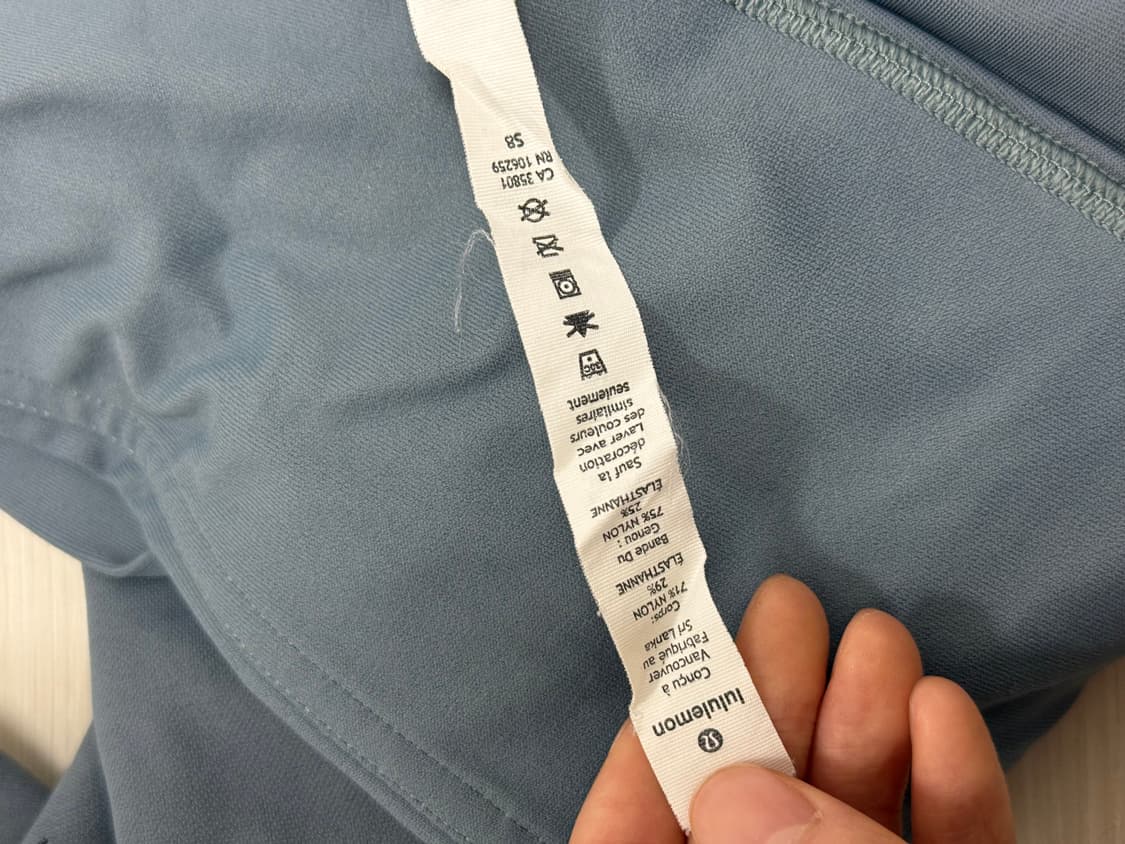 lululemon
Conçu à
Vancouver
Fabriqué au
Sri Lanka
Corps:
71% NYLON
29%
ÉLASTHANNE
Bande Du
Genou :
75% NYLON
25%
ÉLASTHANNE
Sauf la
décoration
Laver avec
des couleurs
similaires
seulement
30C
CA 35801
RN 106259
S8